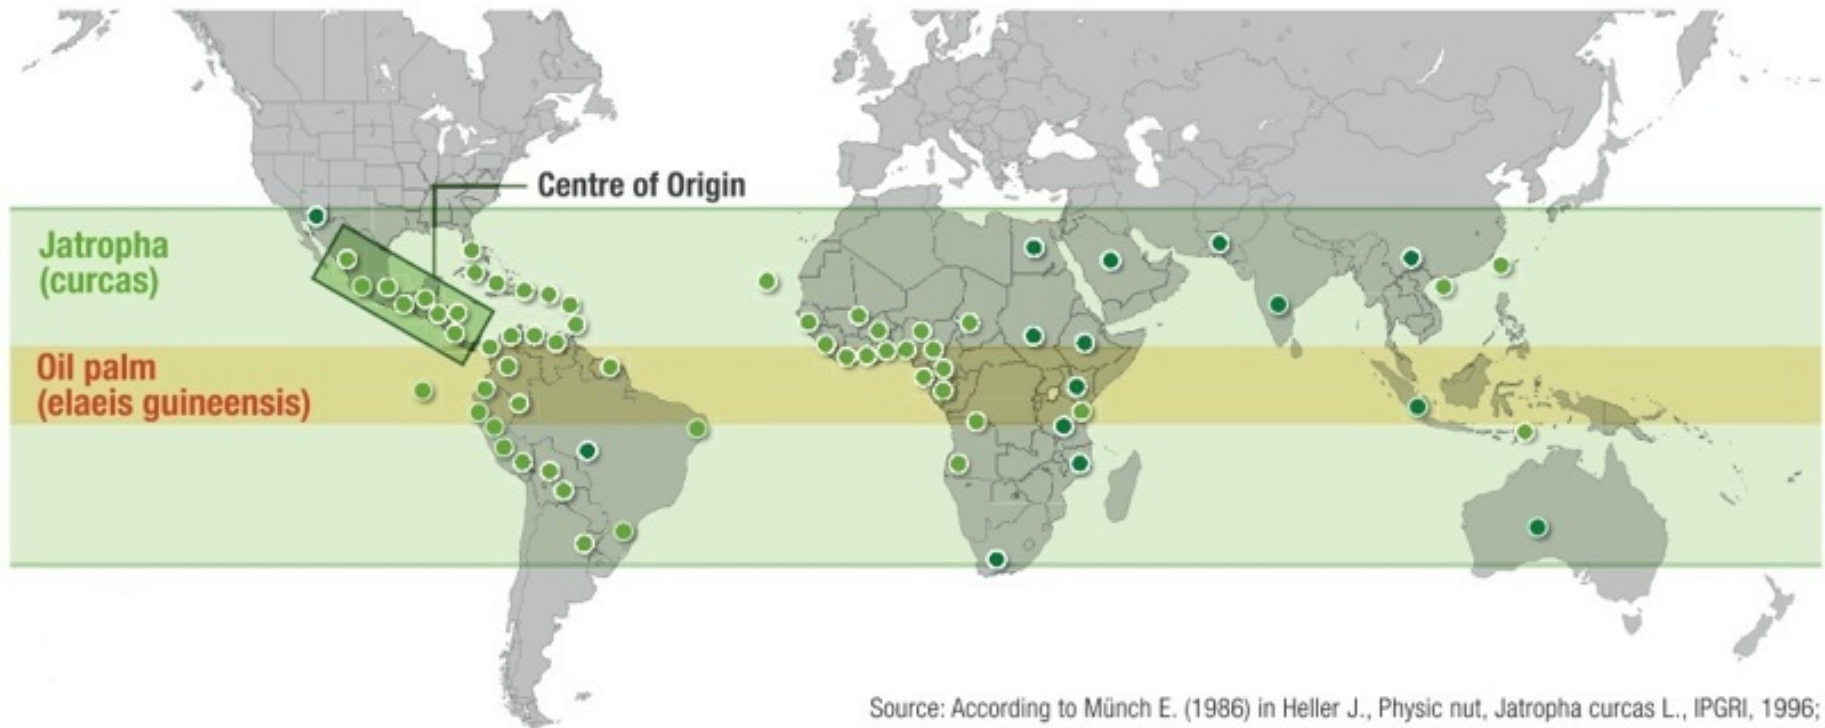 Centre of Origin
Jatropha
(curcas)
Oil palm
(elaeis guineensis)
Source: According to Münch E. (1986) in Heller J., Physic nut, Jatropha curcas L., IPGRI, 1996;